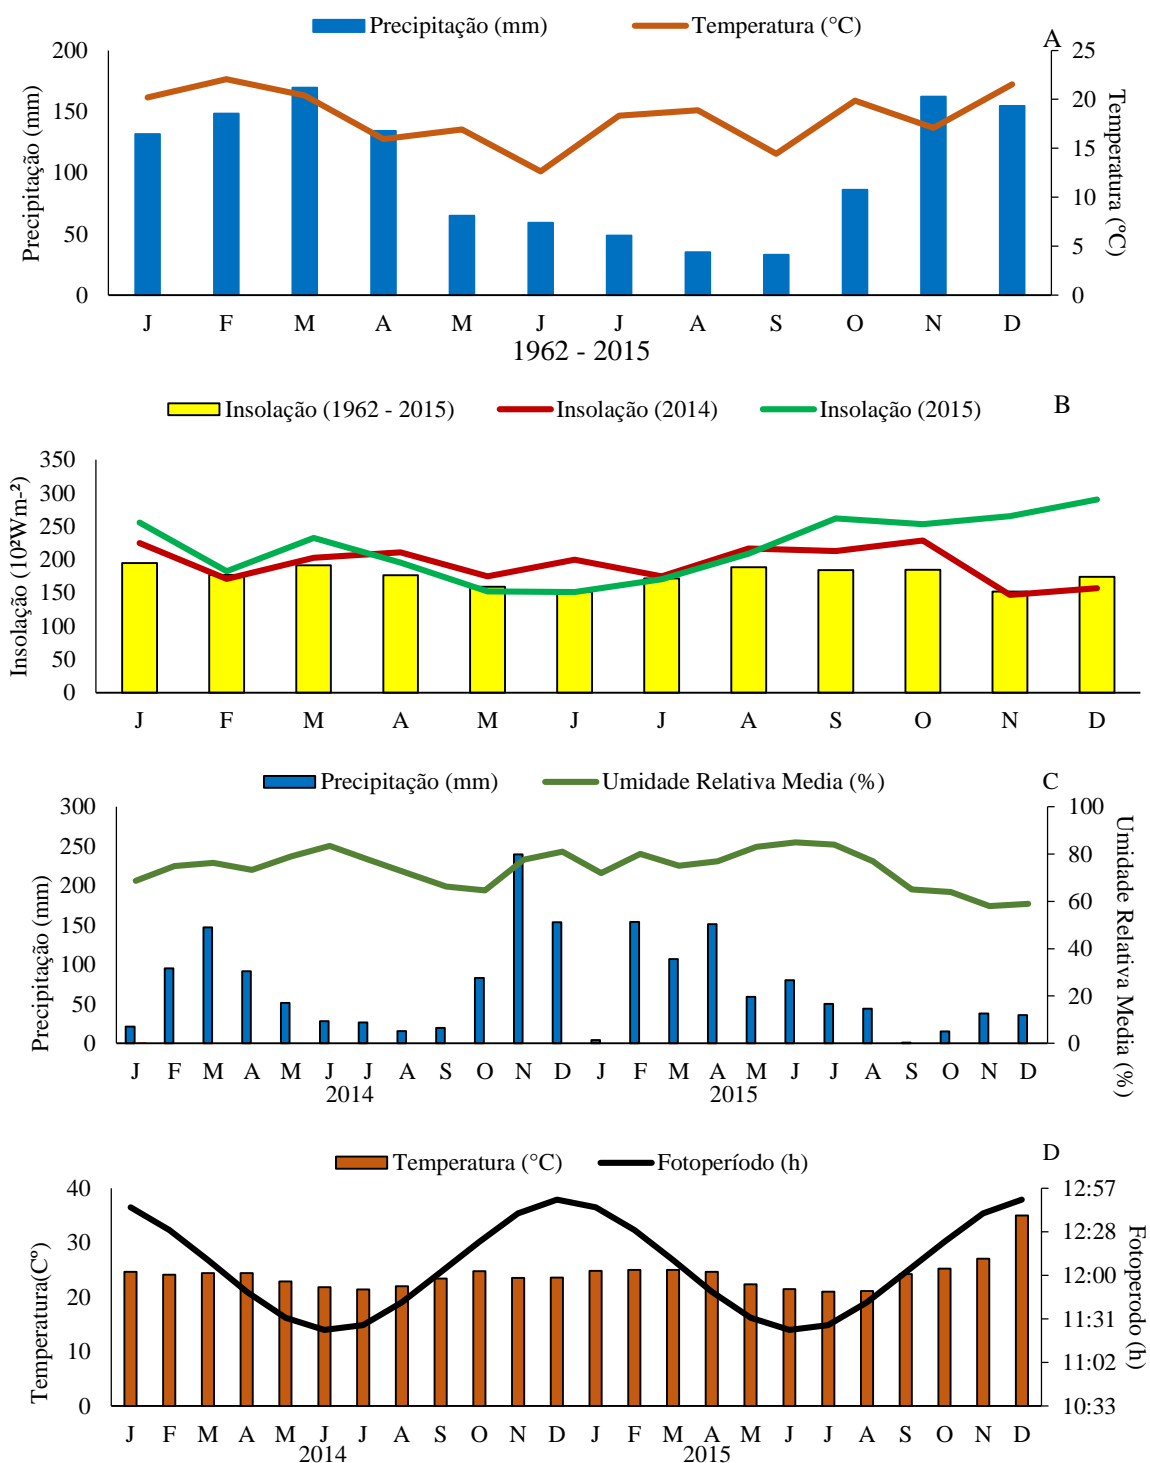 Precipitação (mm) Temperatura (°C)
A
200 25
150 20
15
100
10
50
5
0 0
Precipitação (mm)
Temperatura (ºC)
J F M A M J J A S O N D
1962 - 2015
Insolação (1962 - 2015) Insolação (2014) Insolação (2015)
B
350
300
250
200
150
100
50
0
Insolação (10²Wm-²)
J F M A M J J A S O N D
Precipitação (mm) Umidade Relativa Media (%)
C
300 100
250 80
200
60
150
40
100
50 20
0 0
Precipitação (mm)
Umidade Relativa Media (%)
J F M A M J J A S O N D J F M A M J J A S O N D
2014 2015
Temperatura (°C) Fotoperíodo (h)
D
40 12:57
30 12:28
12:00
20
11:31
10 11:02
0 10:33
Temperatura(Cº)
Fotoperodo (h)
J F M A M J J A S O N D J F M A M J J A S O N D
2014 2015